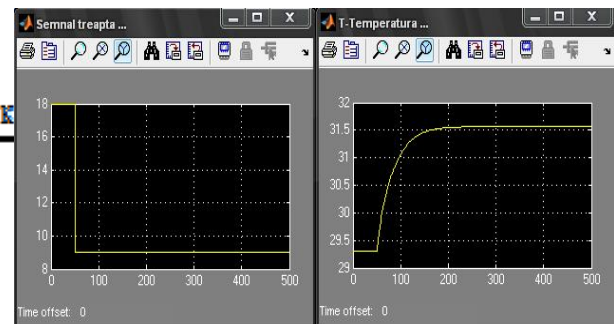 Semnal treapta ...
K
18
16
14
12
10
8
0 100 200 300 400 500
Time offset: 0
T-Temperatura ...
32
31.5
31
30.5
30
29.5
29
0 100 200 300 400 500
Time offset: 0